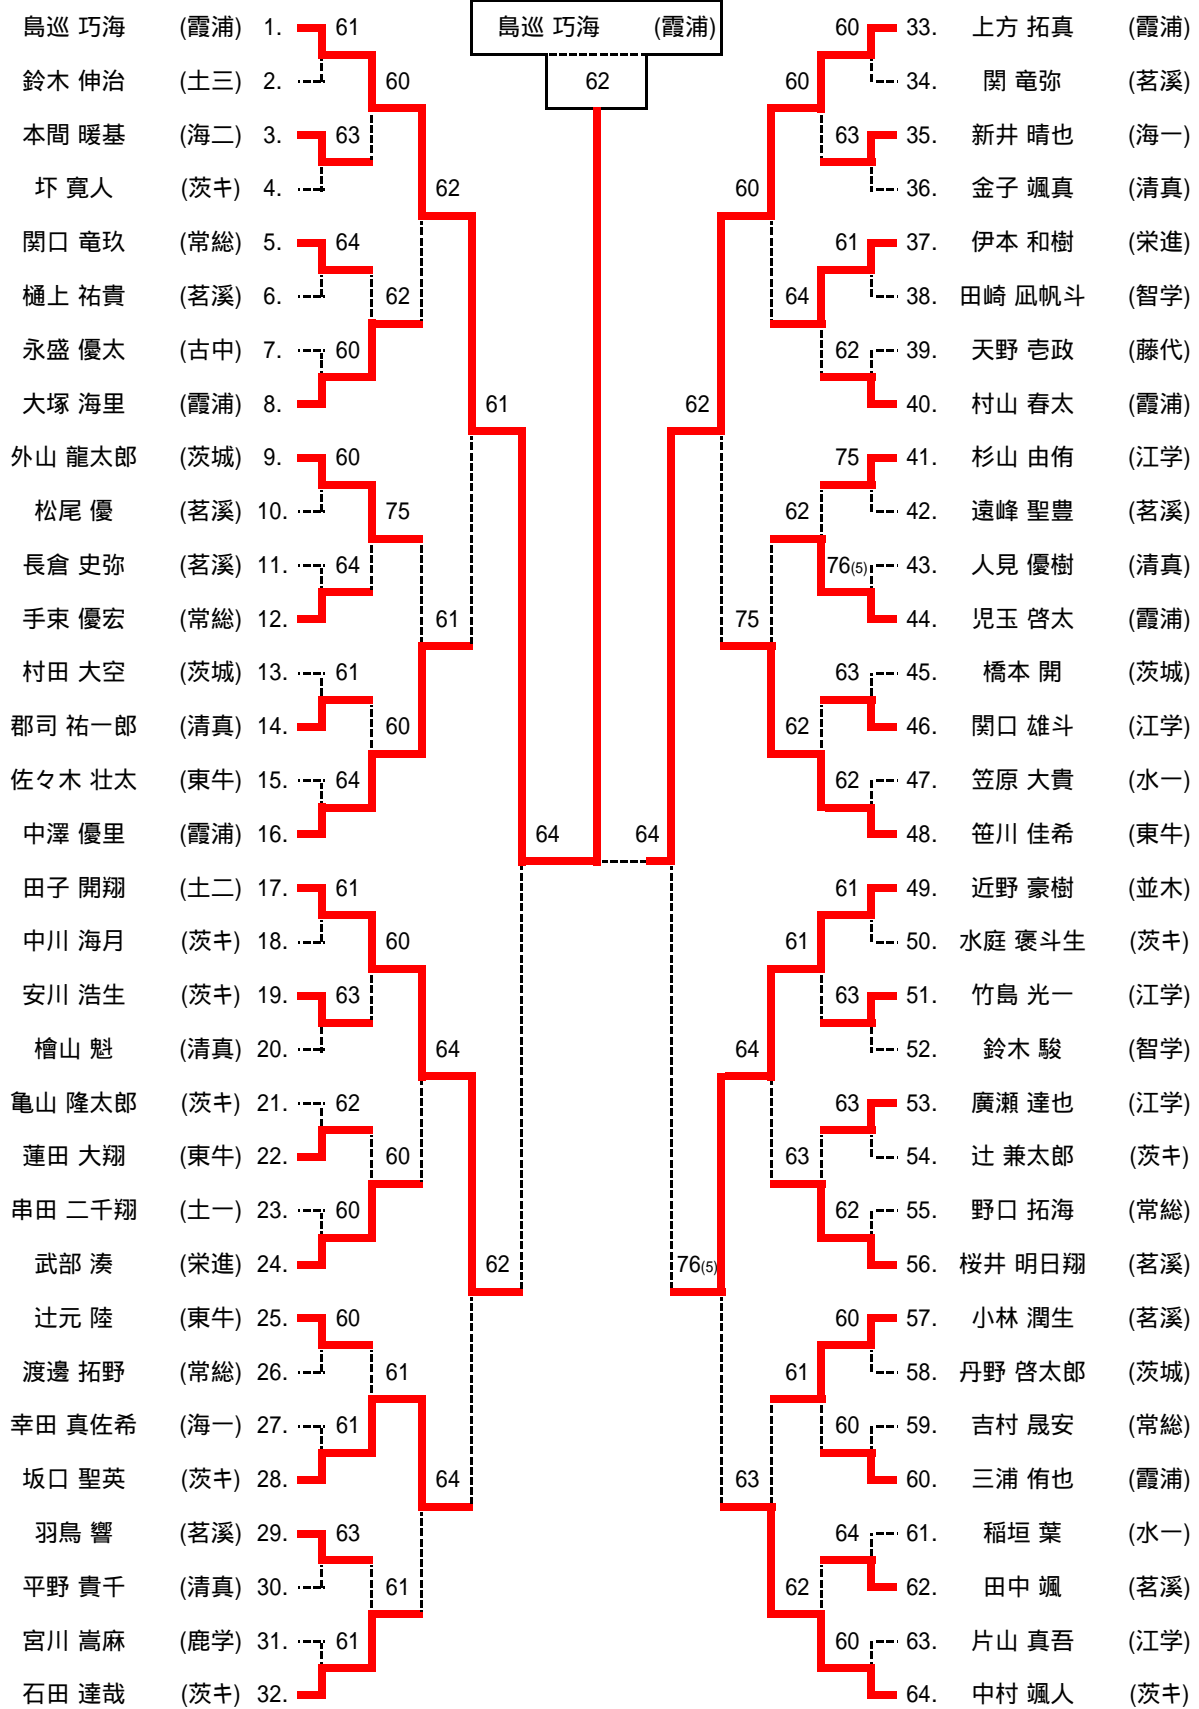 島巡 巧海 (霞浦)
62
島巡 巧海 (霞浦) 1. 61
鈴木 伸治 (土三) 2. 60
本間 暖基 (海二) 3. 63
圷 寛人 (茨キ) 4. 62
関口 竜玖 (常総) 5. 64
樋上 祐貴 (茗溪) 6. 62
永盛 優太 (古中) 7. 60
大塚 海里 (霞浦) 8. 61
外山 龍太郎 (茨城) 9. 60
松尾 優 (茗溪) 10. 75
長倉 史弥 (茗溪) 11. 64
手束 優宏 (常総) 12. 61
村田 大空 (茨城) 13. 61
郡司 祐一郎 (清真) 14. 60
佐々木 壮太 (東牛) 15. 64
中澤 優里 (霞浦) 16. 64
田子 開翔 (土二) 17. 61
中川 海月 (茨キ) 18. 60
安川 浩生 (茨キ) 19. 63
檜山 魁 (清真) 20. 64
亀山 隆太郎 (茨キ) 21. 62
蓮田 大翔 (東牛) 22. 60
串田 二千翔 (土一) 23. 60
武部 湊 (栄進) 24. 62
辻元 陸 (東牛) 25. 60
渡邊 拓野 (常総) 26. 61
幸田 真佐希 (海一) 27. 61
坂口 聖英 (茨キ) 28. 64
羽鳥 響 (茗溪) 29. 63
平野 貴千 (清真) 30. 61
宮川 嵩麻 (鹿学) 31. 61
石田 達哉 (茨キ) 32.
60 33. 上方 拓真 (霞浦)
60 34. 関 竜弥 (茗溪)
63 35. 新井 晴也 (海一)
60 36. 金子 颯真 (清真)
61 37. 伊本 和樹 (栄進)
64 38. 田崎 凪帆斗 (智学)
62 39. 天野 壱政 (藤代)
62 40. 村山 春太 (霞浦)
75 41. 杉山 由侑 (江学)
62 42. 遠峰 聖豊 (茗溪)
76(5) 43. 人見 優樹 (清真)
75 44. 児玉 啓太 (霞浦)
63 45. 橋本 開 (茨城)
62 46. 関口 雄斗 (江学)
62 47. 笠原 大貴 (水一)
64 48. 笹川 佳希 (東牛)
61 49. 近野 豪樹 (並木)
61 50. 水庭 褒斗生 (茨キ)
63 51. 竹島 光一 (江学)
64 52. 鈴木 駿 (智学)
63 53. 廣瀬 達也 (江学)
63 54. 辻 兼太郎 (茨キ)
62 55. 野口 拓海 (常総)
76(5) 56. 桜井 明日翔 (茗溪)
60 57. 小林 潤生 (茗溪)
61 58. 丹野 啓太郎 (茨城)
60 59. 吉村 晟安 (常総)
63 60. 三浦 侑也 (霞浦)
64 61. 稲垣 葉 (水一)
62 62. 田中 颯 (茗溪)
60 63. 片山 真吾 (江学)
64. 中村 颯人 (茨キ)